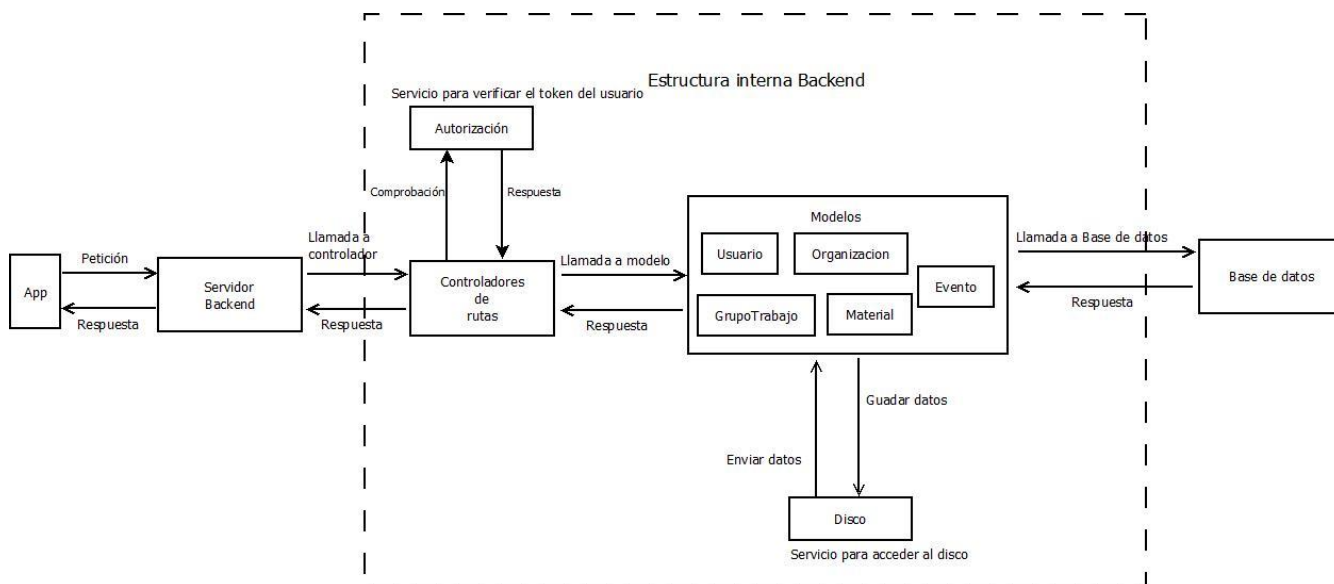 Estructura interna Backend
Servicio para verificar el token del usuario
Autorización
Comprobación
Respuesta
Modelos
Usuario
Organizacion
Evento
GrupoTrabajo
Material
Llamada a
controlador
Petición
App
Respuesta
Servidor
Backend
Respuesta
Controladores
de
rutas
Llamada a modelo
Respuesta
Llamada a Base de datos
Respuesta
Base de datos
Guadar datos
Enviar datos
Disco
Servicio para acceder al disco